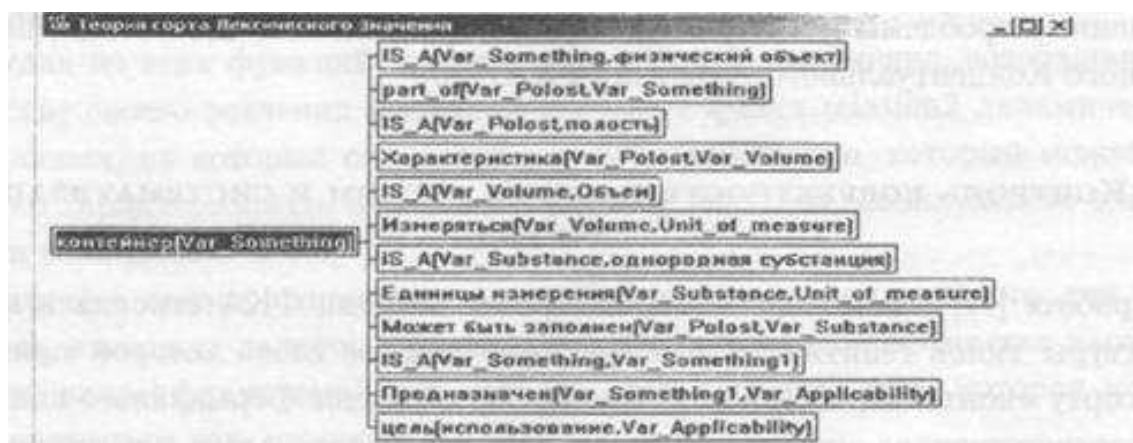 Теория сорта Лексического значения
IS_A[Var_Something,физический объект]
part_of[Var_Polost,Var_Something]
IS_A[Var_Polost,полость]
Характеристика[Var_Polost,Var_Volume]
IS_A[Var_Volume,Объем]
Измеряться[Var_Volume,Unit_of_measure]
контейнер[Var_Something]
IS_A[Var_Substance,однородная субстанция]
Единицы измерения[Var_Substance,Unit_of_measure]
Может быть заполнен[Var_Polost,Var_Substance]
IS_A[Var_Something,Var_Something1]
Предназначен[Var_Something1,Var_Applicability]
цель[использование,Var_Applicability]